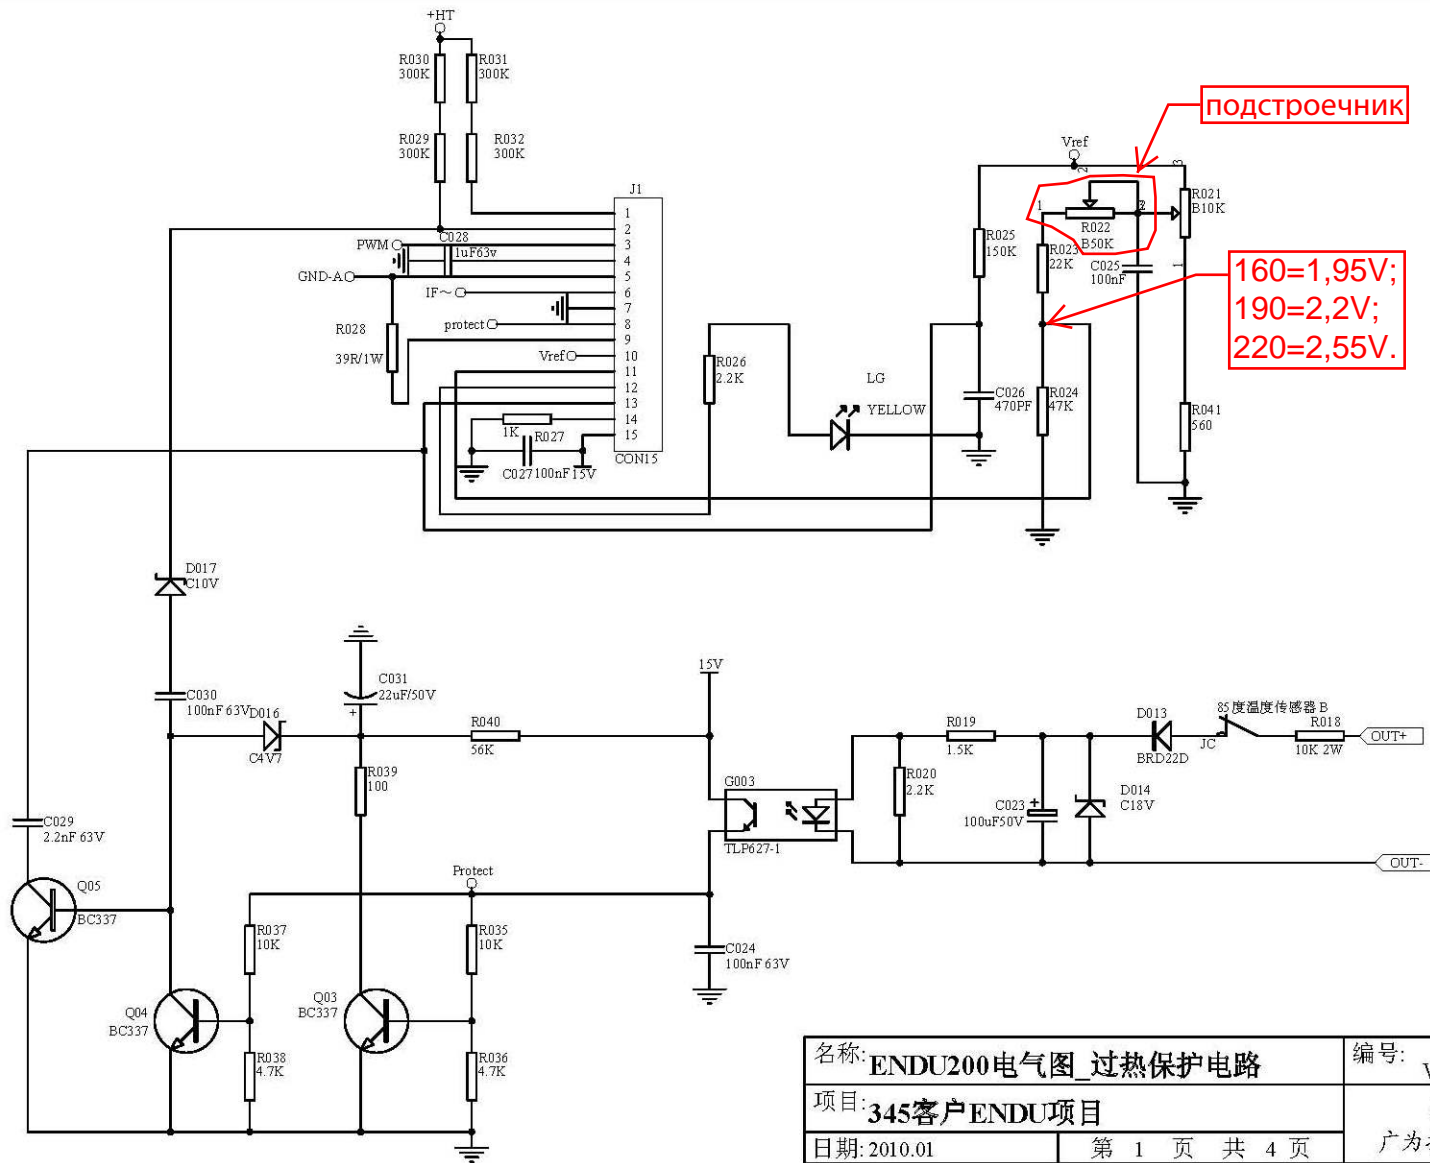 +HT
R030
300K
R031
300K
R029
300K
R032
300K
J1
1
2
3
4
5
6
7
8
9
10
11
12
13
14
15
CON15
PWM
C028
1uF63v
GND-A
IF～
protect
R028
39R/1W
Vref
1K
R027
C027
100nF
15V
R026
2.2K
LG
YELLOW
подстроечник
Vref
2
3
R021
B10K
1
R022
B50K
R025
150K
R023
22K
C025
100nF
1
160=1,95V;
190=2,2V;
220=2,55V.
C026
470PF
R024
47K
R041
560
D017
C10V
C030
100nF 63V
D016
C4V7
C031
22uF/50V
+
R040
56K
R039
100
15V
G003
TLP627-1
R019
1.5K
R020
2.2K
C023
100uF50V
+
D014
C18V
D013
BRD22D
85度温度传感器B
JC
R018
10K 2W
OUT+
OUT-
C029
2.2nF 63V
Q05
BC337
Protect
R037
10K
R035
10K
C024
100nF 63V
Q04
BC337
Q03
BC337
R038
4.7K
R036
4.7K
名称: ENDU200电气图_过热保护电路
编号:
项目: 345客户ENDU项目
日期: 2010.01
第 1 页 共 4 页
广为